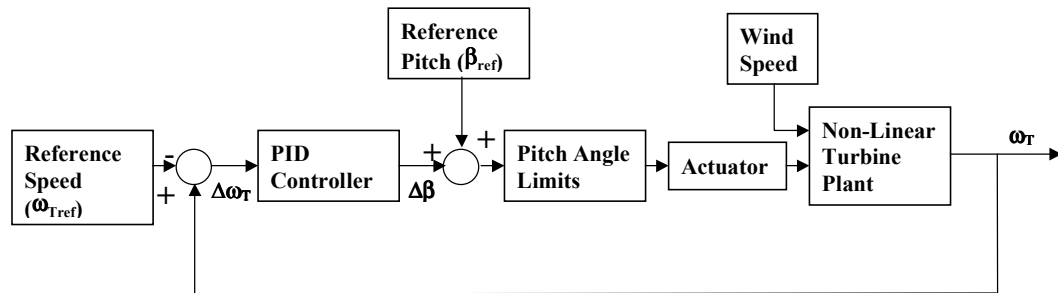 Reference
Pitch (βref)
Wind
Speed
Reference
Speed
(ωTref)
-
+
ΔωT
PID
Controller
+
Δβ
+
Pitch Angle
Limits
Actuator
Non-Linear
Turbine
Plant
ωT